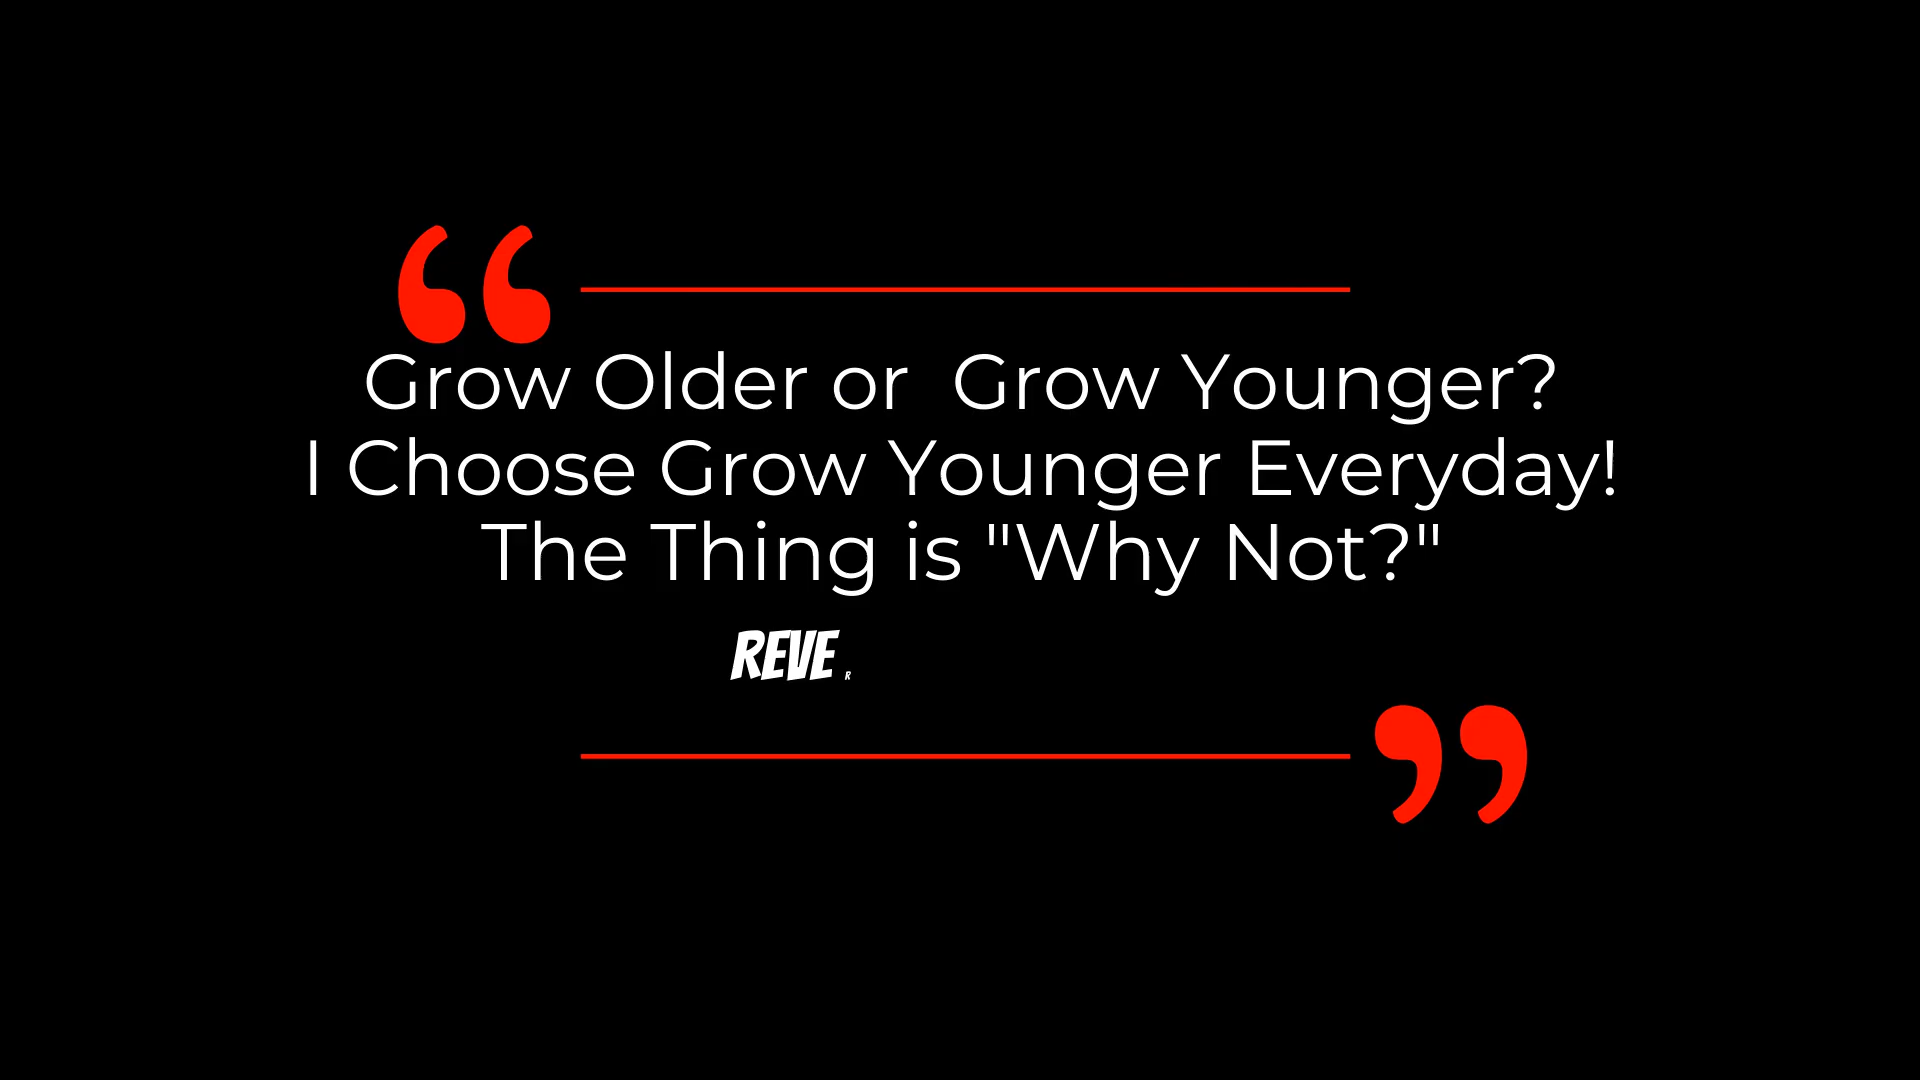 Grow Older or  Grow Younger?
I Choose Grow Younger Everyday!
The Thing is "Why Not?"
REVE R